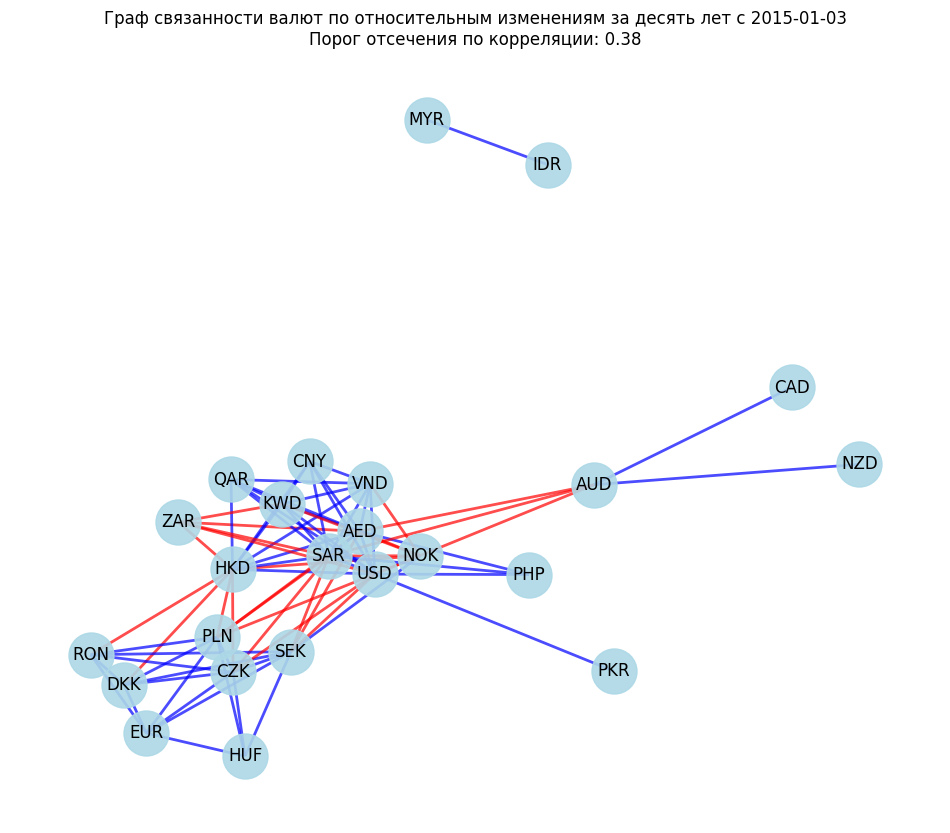 Граф связанности валют по относительным изменениям за десять лет с 2015-01-03
Порог отсечения по корреляции: 0.38
MYR
IDR
CAD
NZD
AUD
CNY
QAR
VND
KWD
ZAR
AED
SAR
NOK
HKD
USD
PHP
PLN
SEK
RON
CZK
PKR
DKK
EUR
HUF